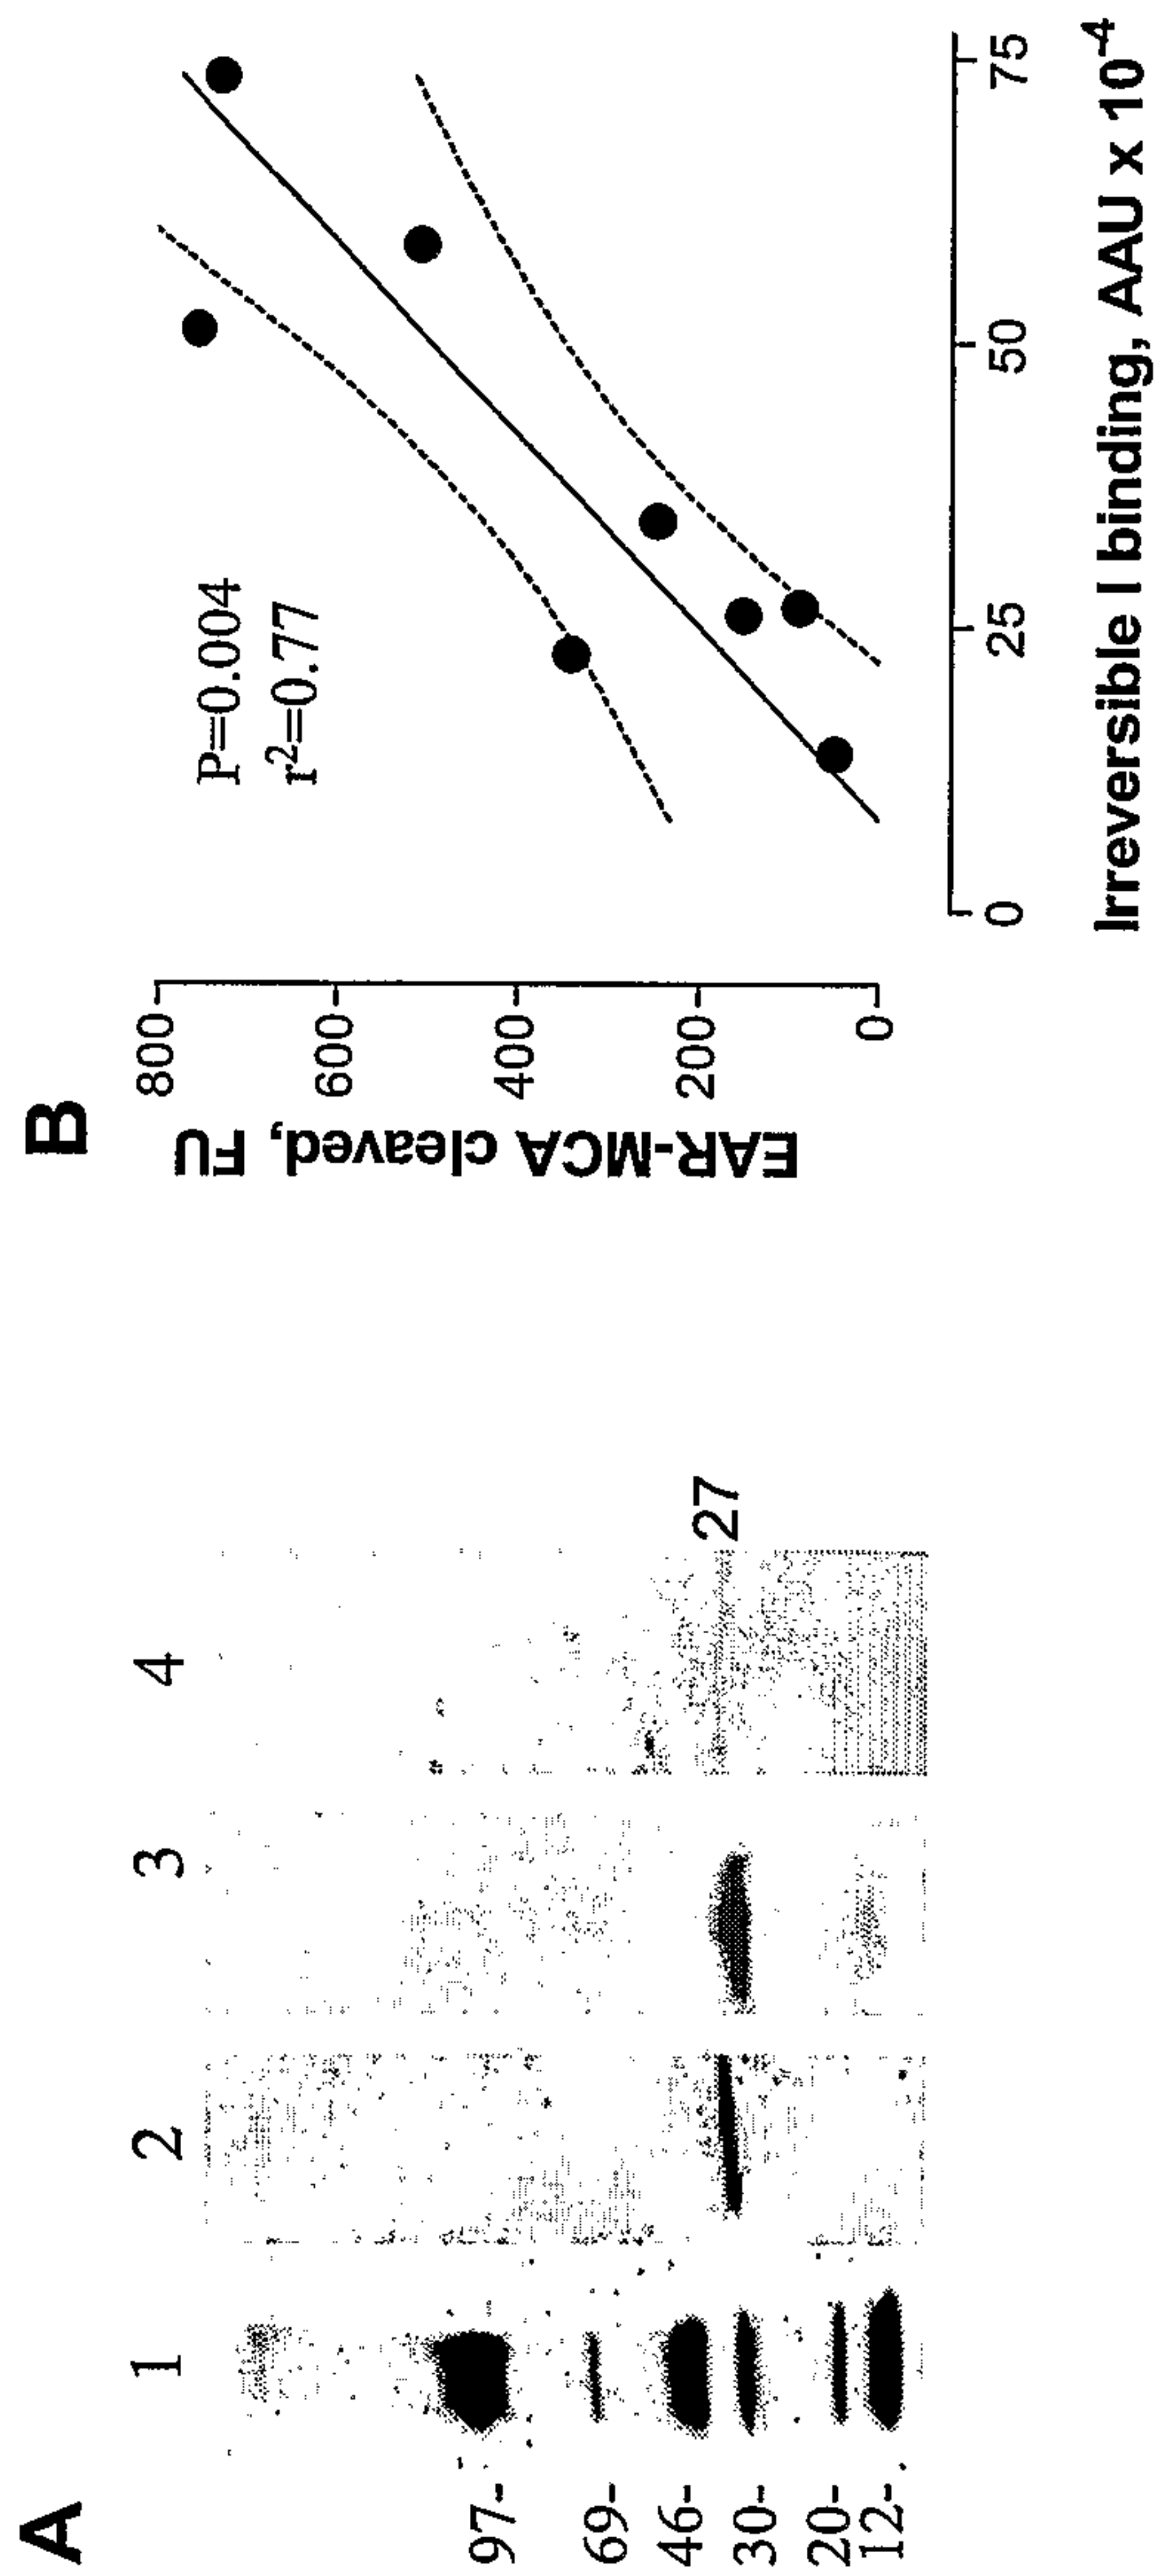 A
1 2 3 4
97-
69-
46-
30-
20-
12-
27
B
EAR-MCA cleaved, FU
800
600
400
200
0
P=0.004
r²=0.77
0 25 50 75
Irreversible I binding, AAU x 10⁻⁴